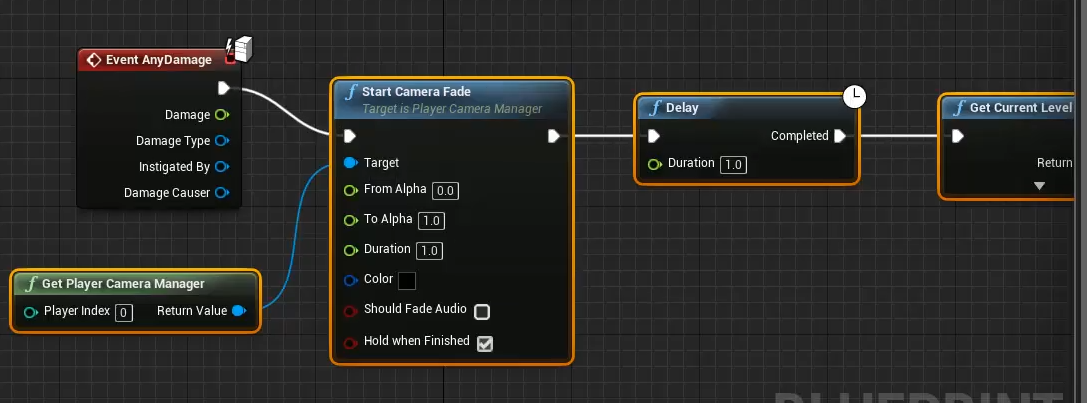 Event AnyDamage
Damage
Damage Type
Instigated By
Damage Causer
f Get Player Camera Manager
Player Index 0 Return Value
f Start Camera Fade
Target is Player Camera Manager
Target
From Alpha 0.0
To Alpha 1.0
Duration 1.0
Color
Should Fade Audio
Hold when Finished
f Delay
Completed
Duration 1.0
f Get Current Level
Return
BLUEPRINT